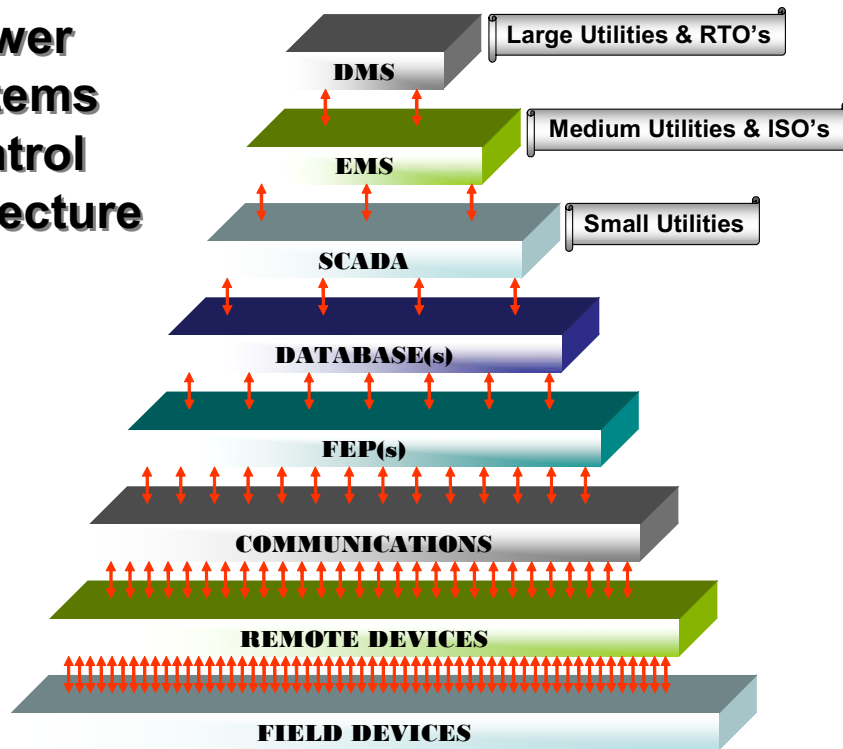 wer
tems
ntrol
ecture
Large Utilities & RTO's
DMS
Medium Utilities & ISO's
EMS
Small Utilities
SCADA
DATABASE(s)
FEP(s)
COMMUNICATIONS
REMOTE DEVICES
FIELD DEVICES